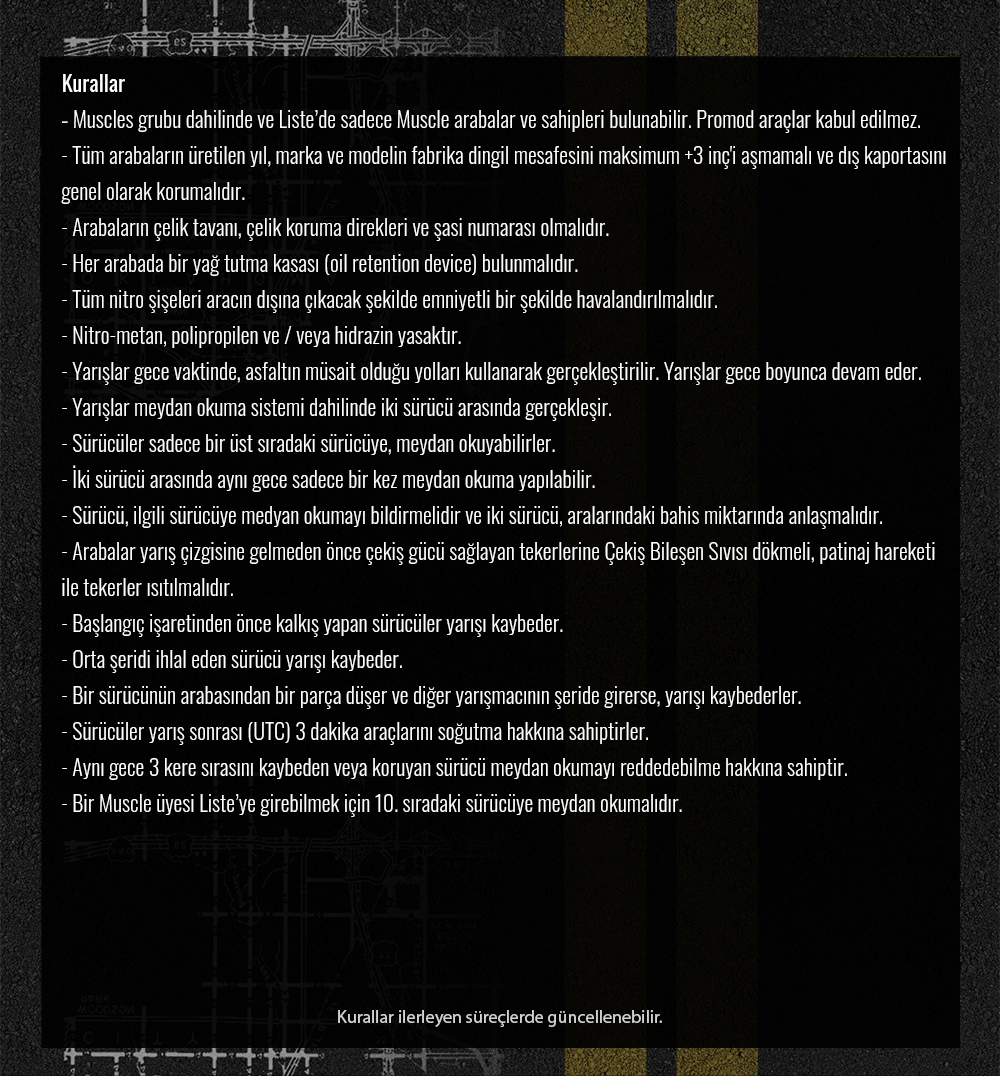 Kurallar
- Muscles grubu dahilinde ve Liste’de sadece Muscle arabalar ve sahipleri bulunabilir. Promod araçlar kabul edilmez.
- Tüm arabaların üretilen yıl, marka ve modelin fabrika dingil mesafesini maksimum +3 inç'i aşmamalı ve dış kaportasını
genel olarak korumalıdır.
- Arabaların çelik tavanı, çelik koruma direkleri ve şasi numarası olmalıdır.
- Her arabada bir yağ tutma kasası (oil retention device) bulunmalıdır.
- Tüm nitro şişeleri aracın dışına çıkacak şekilde emniyetli bir şekilde havalandırılmalıdır.
- Nitro-metan, polipropilen ve / veya hidrazin yasaktır.
- Yarışlar gece vaktinde, asfaltın müsait olduğu yolları kullanarak gerçekleştirilir. Yarışlar gece boyunca devam eder.
- Yarışlar meydan okuma sistemi dahilinde iki sürücü arasında gerçekleşir.
- Sürücüler sadece bir üst sıradaki sürücüye, meydan okuyabilirler.
- İki sürücü arasında aynı gece sadece bir kez meydan okuma yapılabilir.
- Sürücü, ilgili sürücüye medyan okumayı bildirmelidir ve iki sürücü, aralarındaki bahis miktarında anlaşmalıdır.
- Arabalar yarış çizgisine gelmeden önce çekiş gücü sağlayan tekerlerine Çekiş Bileşen Sıvısı dökmeli, patinaj hareketi
ile tekerler ısıtılmalıdır.
- Başlangıç işaretinden önce kalkış yapan sürücüler yarışı kaybeder.
- Orta şeridi ihlal eden sürücü yarışı kaybeder.
- Bir sürücünün arabasından bir parça düşer ve diğer yarışmacının şeride girerse, yarışı kaybederler.
- Sürücüler yarış sonrası (UTC) 3 dakika araçlarını soğutma hakkına sahiptirler.
- Aynı gece 3 kere sırasını kaybeden veya koruyan sürücü meydan okumayı reddedebilme hakkına sahiptir.
- Bir Muscle üyesi Liste’ye girebilmek için 10. sıradaki sürücüye meydan okumalıdır.
PARK
WOODSON
C I T Y
Kurallar ilerleyen süreçlerde güncellenebilir.